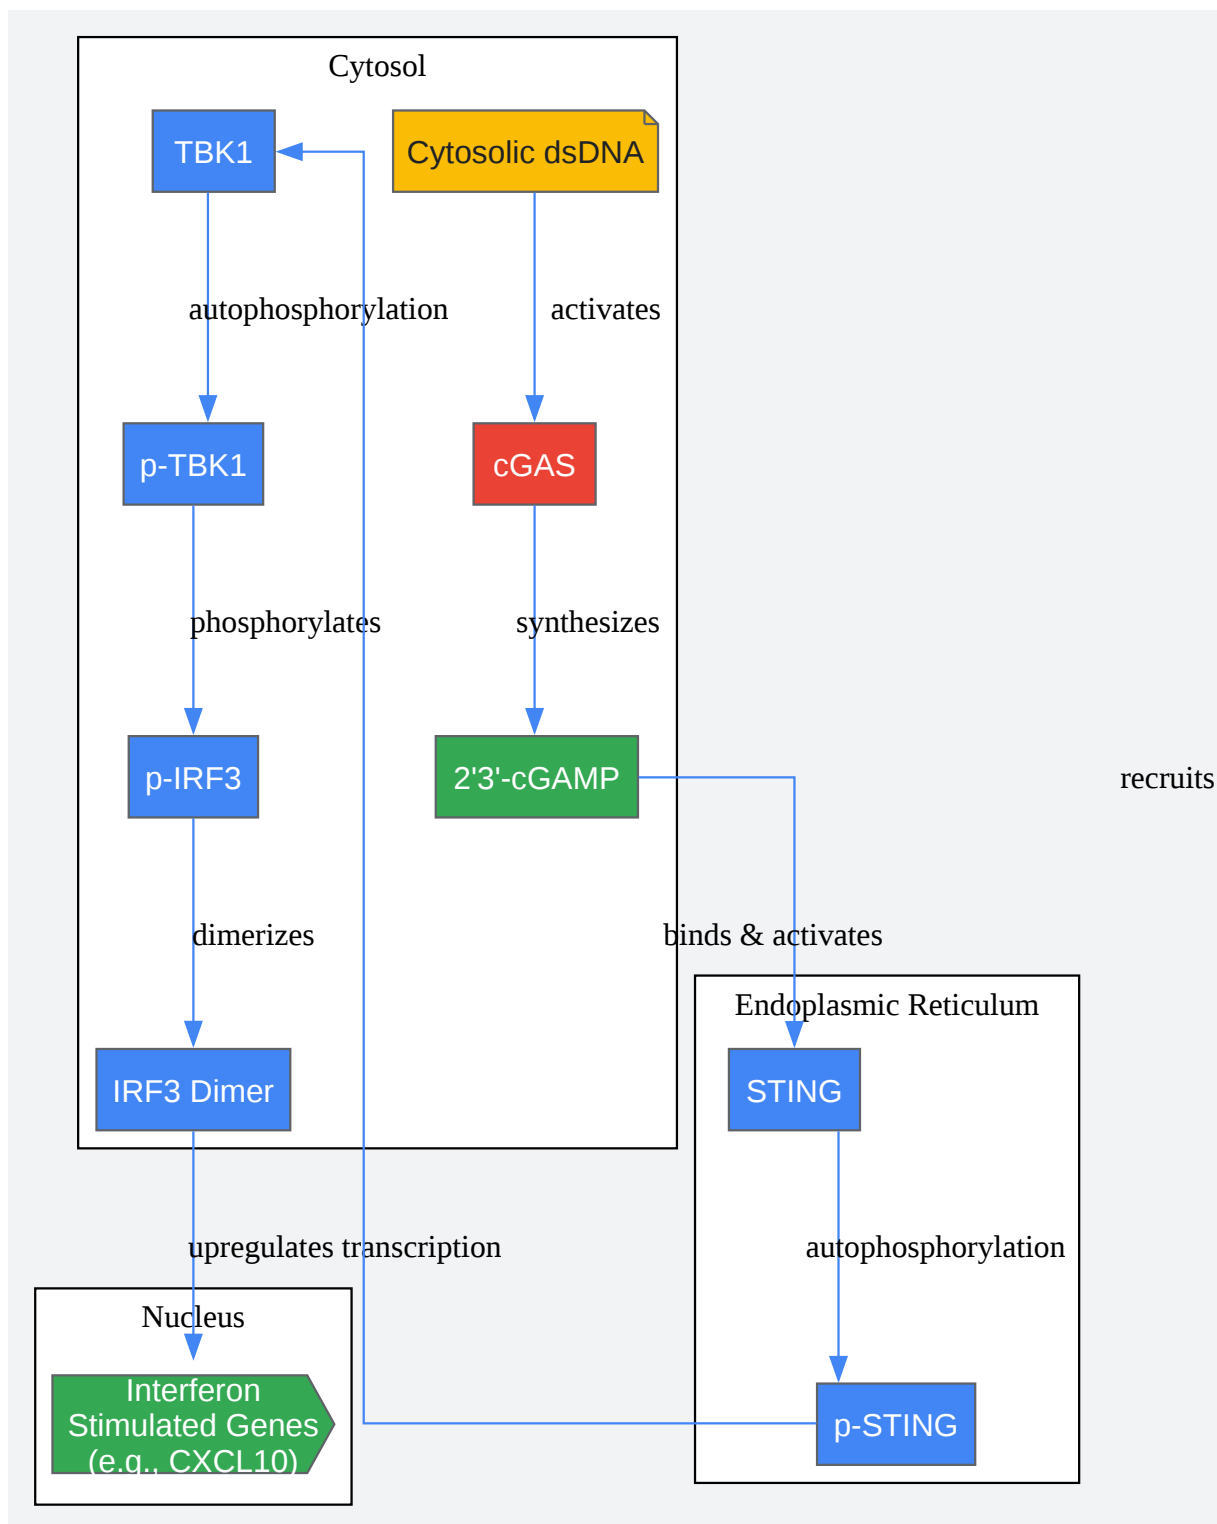 Cytosol
TBK1
Cytosolic dsDNA
autophosphorylation
activates
p-TBK1
cGAS
phosphorylates
synthesizes
p-IRF3
2'3'-cGAMP
recruits
dimerizes
binds & activates
Endoplasmic Reticulum
IRF3 Dimer
STING
upregulates transcription
autophosphorylation
Nucleus
Interferon
Stimulated Genes
(e.g., CXCL10)
p-STING